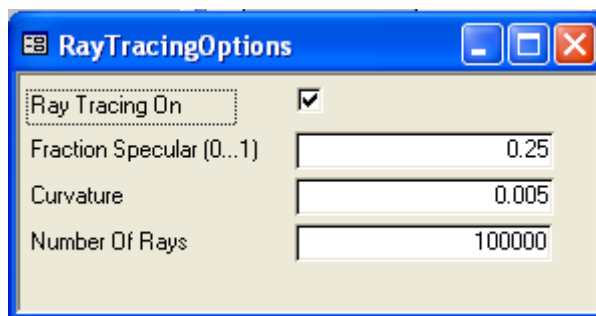 RayTracingOptions
Ray Tracing On
Fraction Specular (0...1) 0.25
Curvature 0.005
Number Of Rays 100000